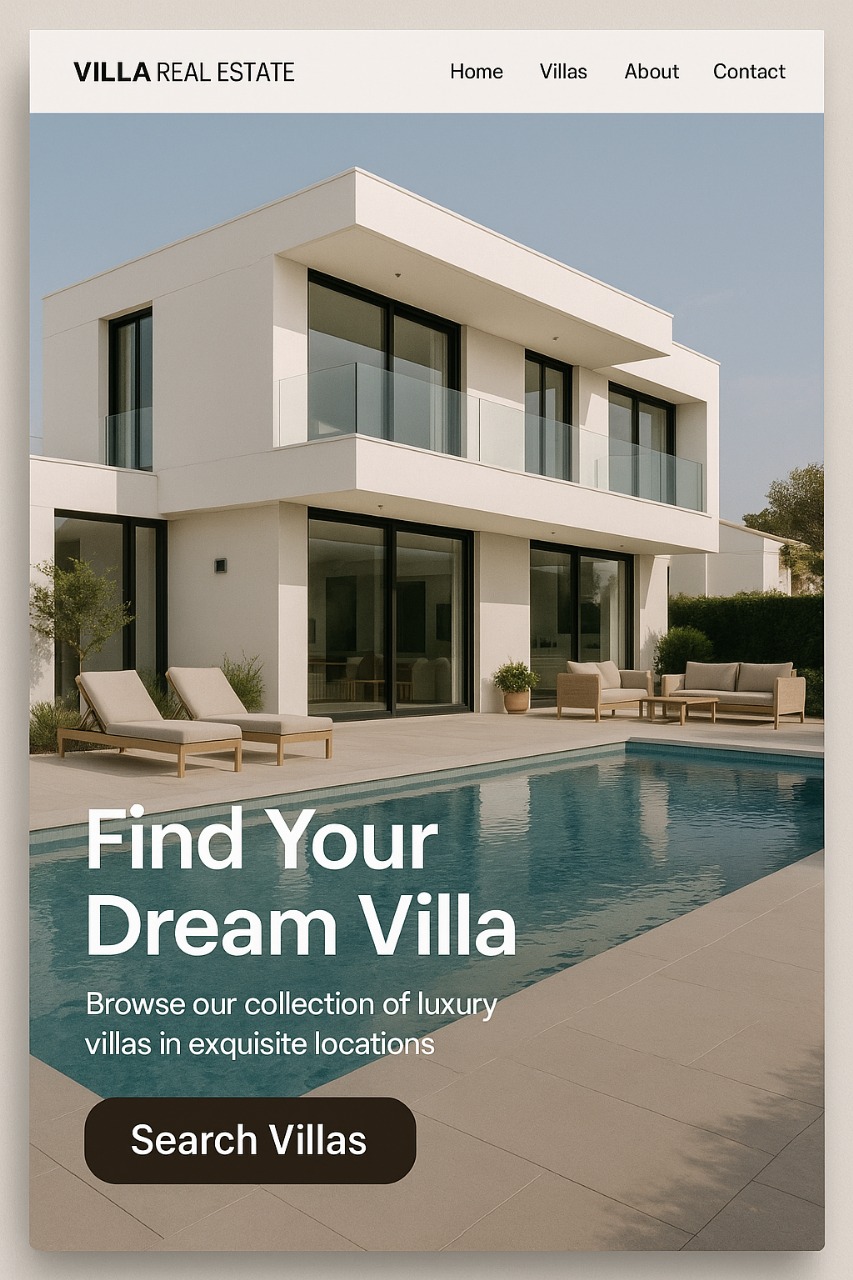 VILLA REAL ESTATE
Home Villas About Contact
Find Your
Dream Villa
Browse our collection of luxury
villas in exquisite locations
Search Villas